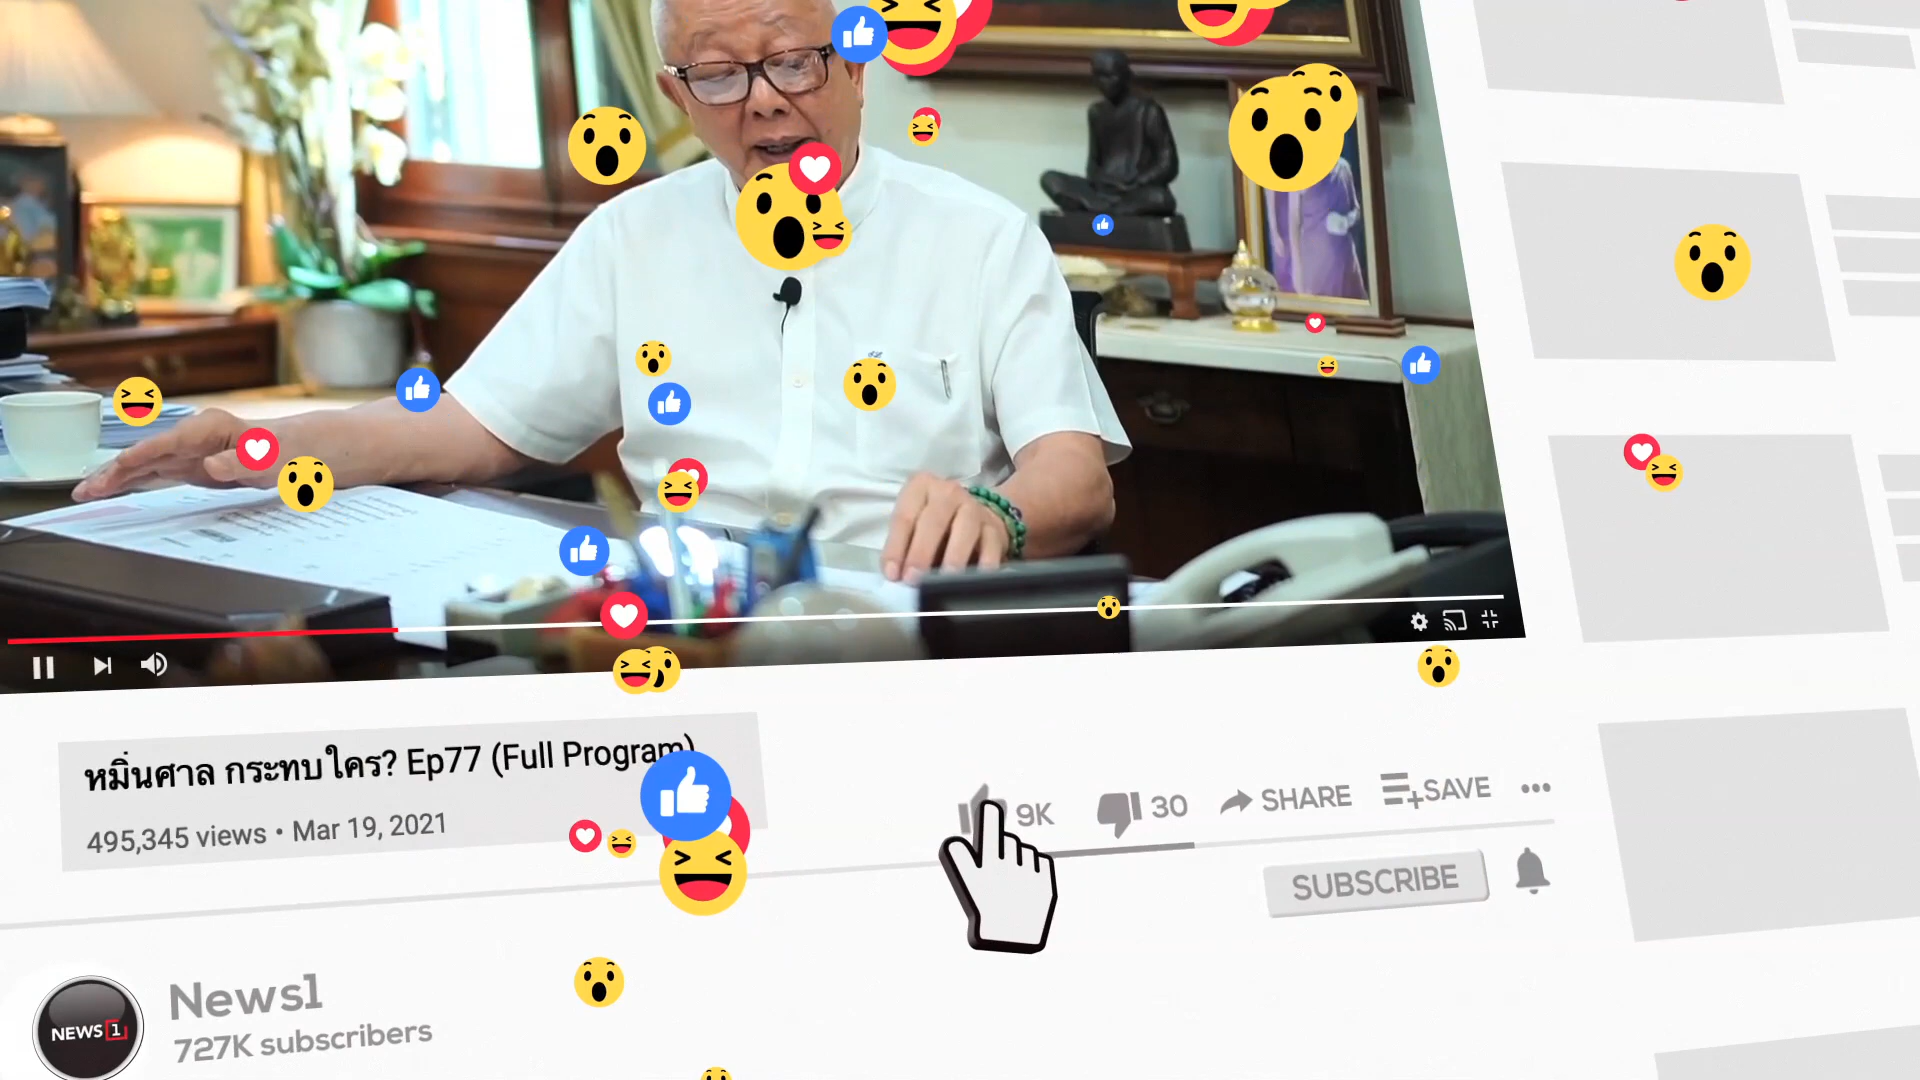 หมิ่นศาล กระทบใคร? Ep77 (Full Program)
495,345 views • Mar 19, 2021
9K
30
SHARE
SAVE
SUBSCRIBE
NEWS 1
News1
727K subscribers